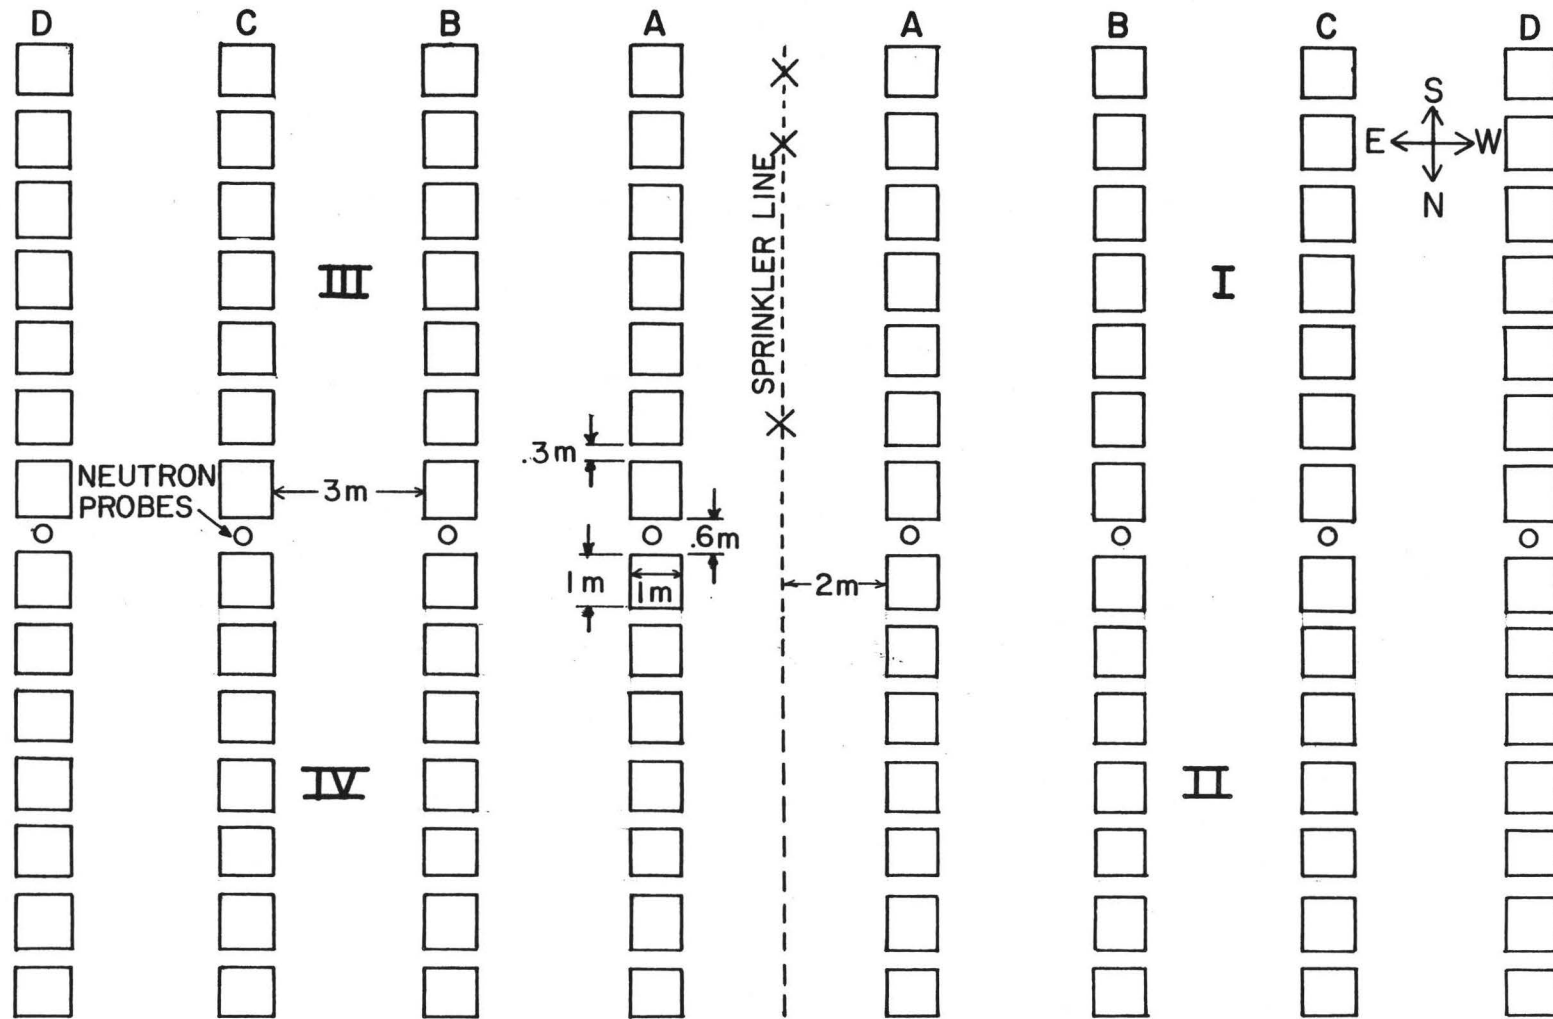 D C B A A B C D
S
E W
N
SPRINKLER LINE
III I
.3m
NEUTRON
PROBES
3m
.6m
1m 1m 2m
IV II